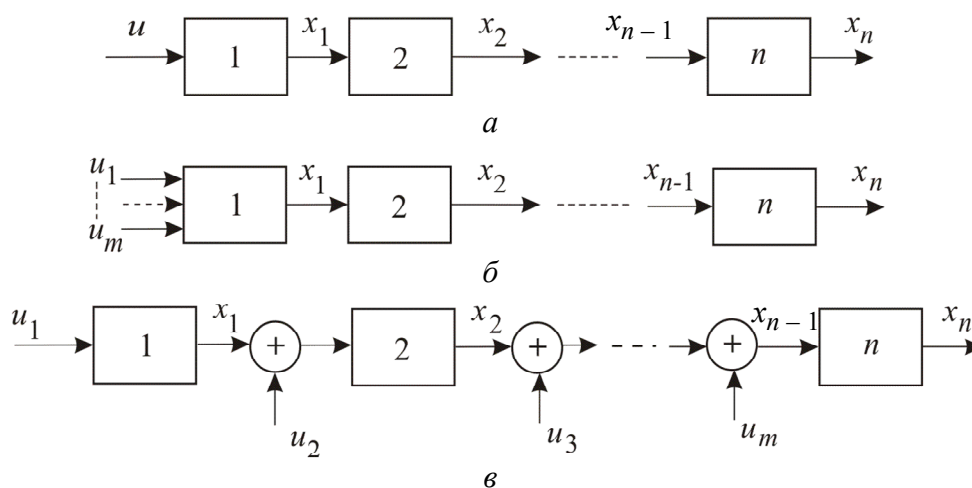 u x₁ x₂ xₙ₋₁ xₙ
1 2 n
а
u₁ x₁ x₂ xₙ₋₁ xₙ
1 2 n
uₘ
б
u₁ x₁ x₂ xₙ₋₁ xₙ
1 + 2 + + n
u₂ u₃ uₘ
в